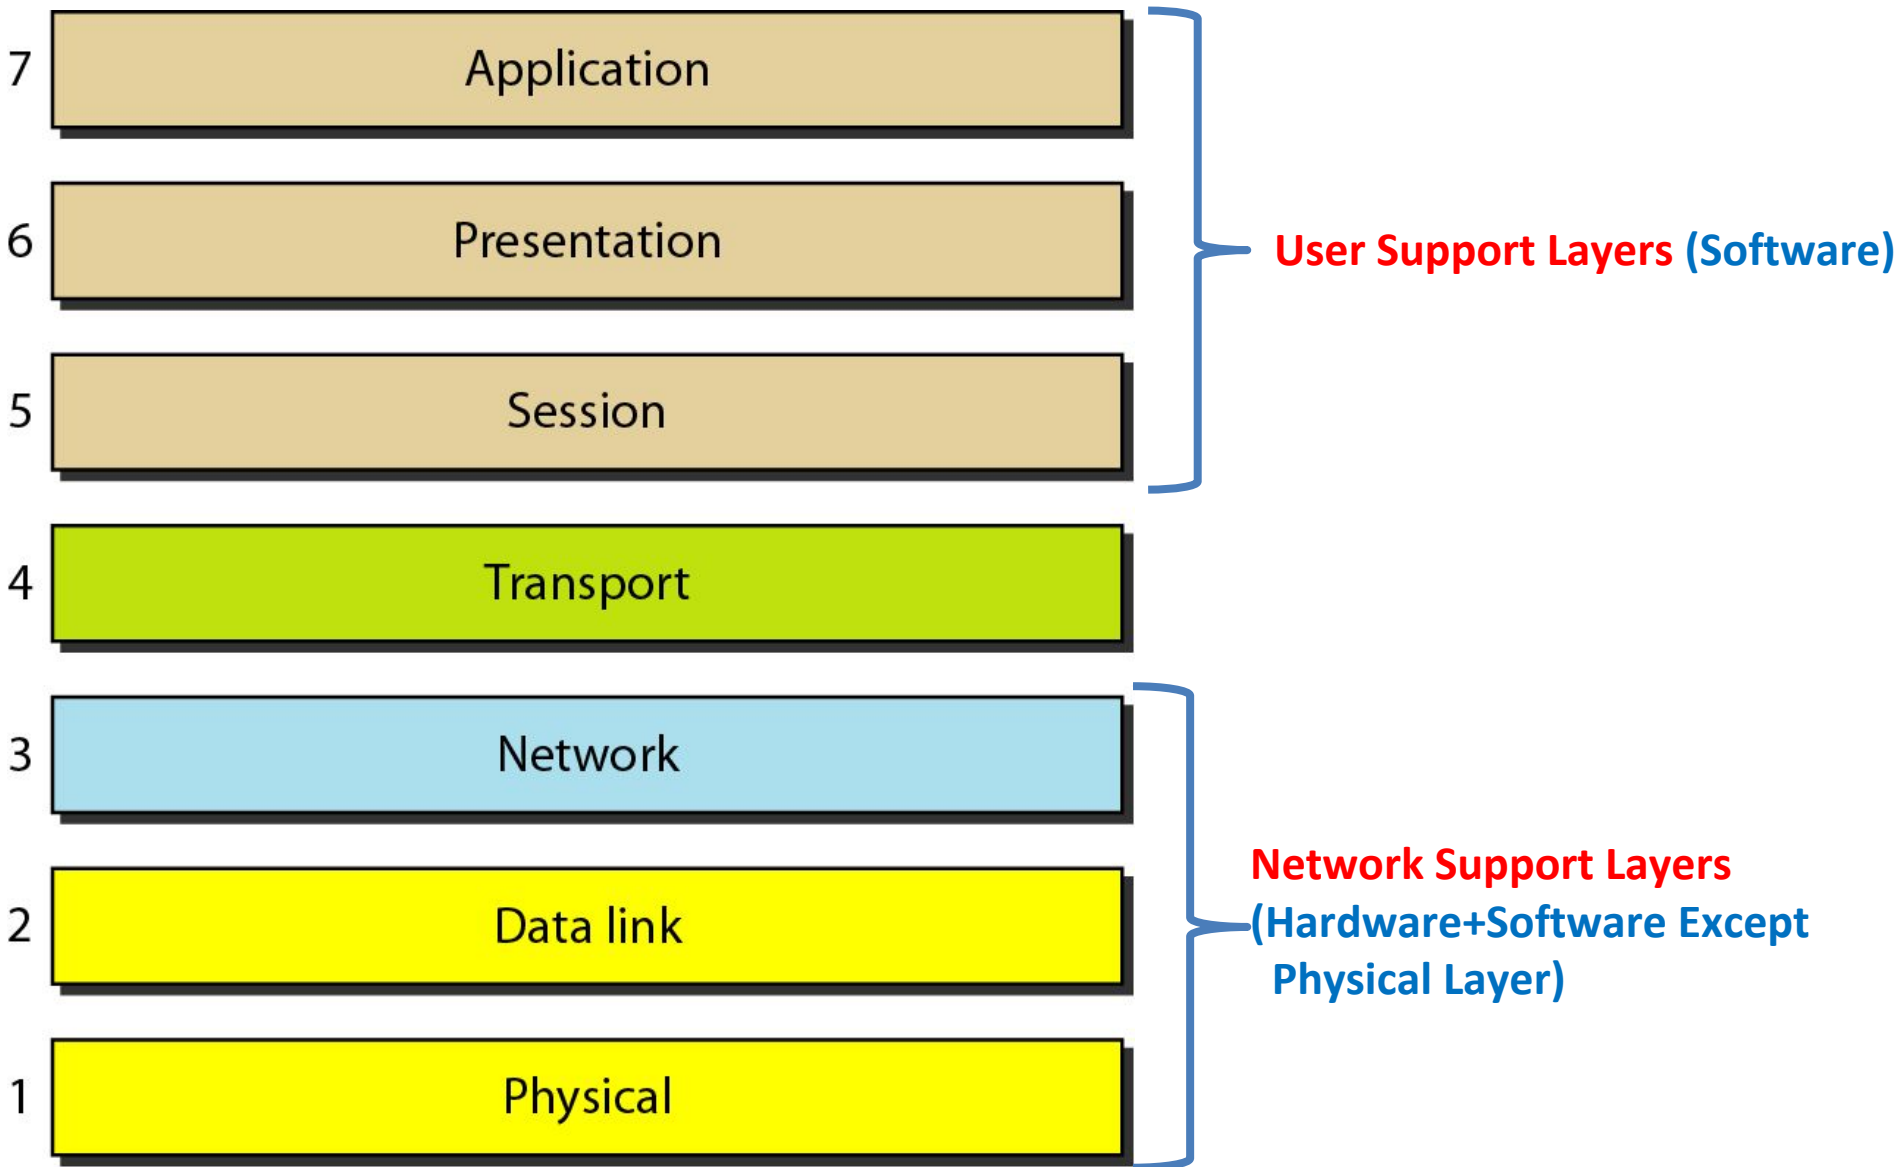 7 Application
6 Presentation
User Support Layers (Software)
5 Session
4 Transport
3 Network
Network Support Layers
2 Data link
(Hardware+Software Except
Physical Layer)
1 Physical